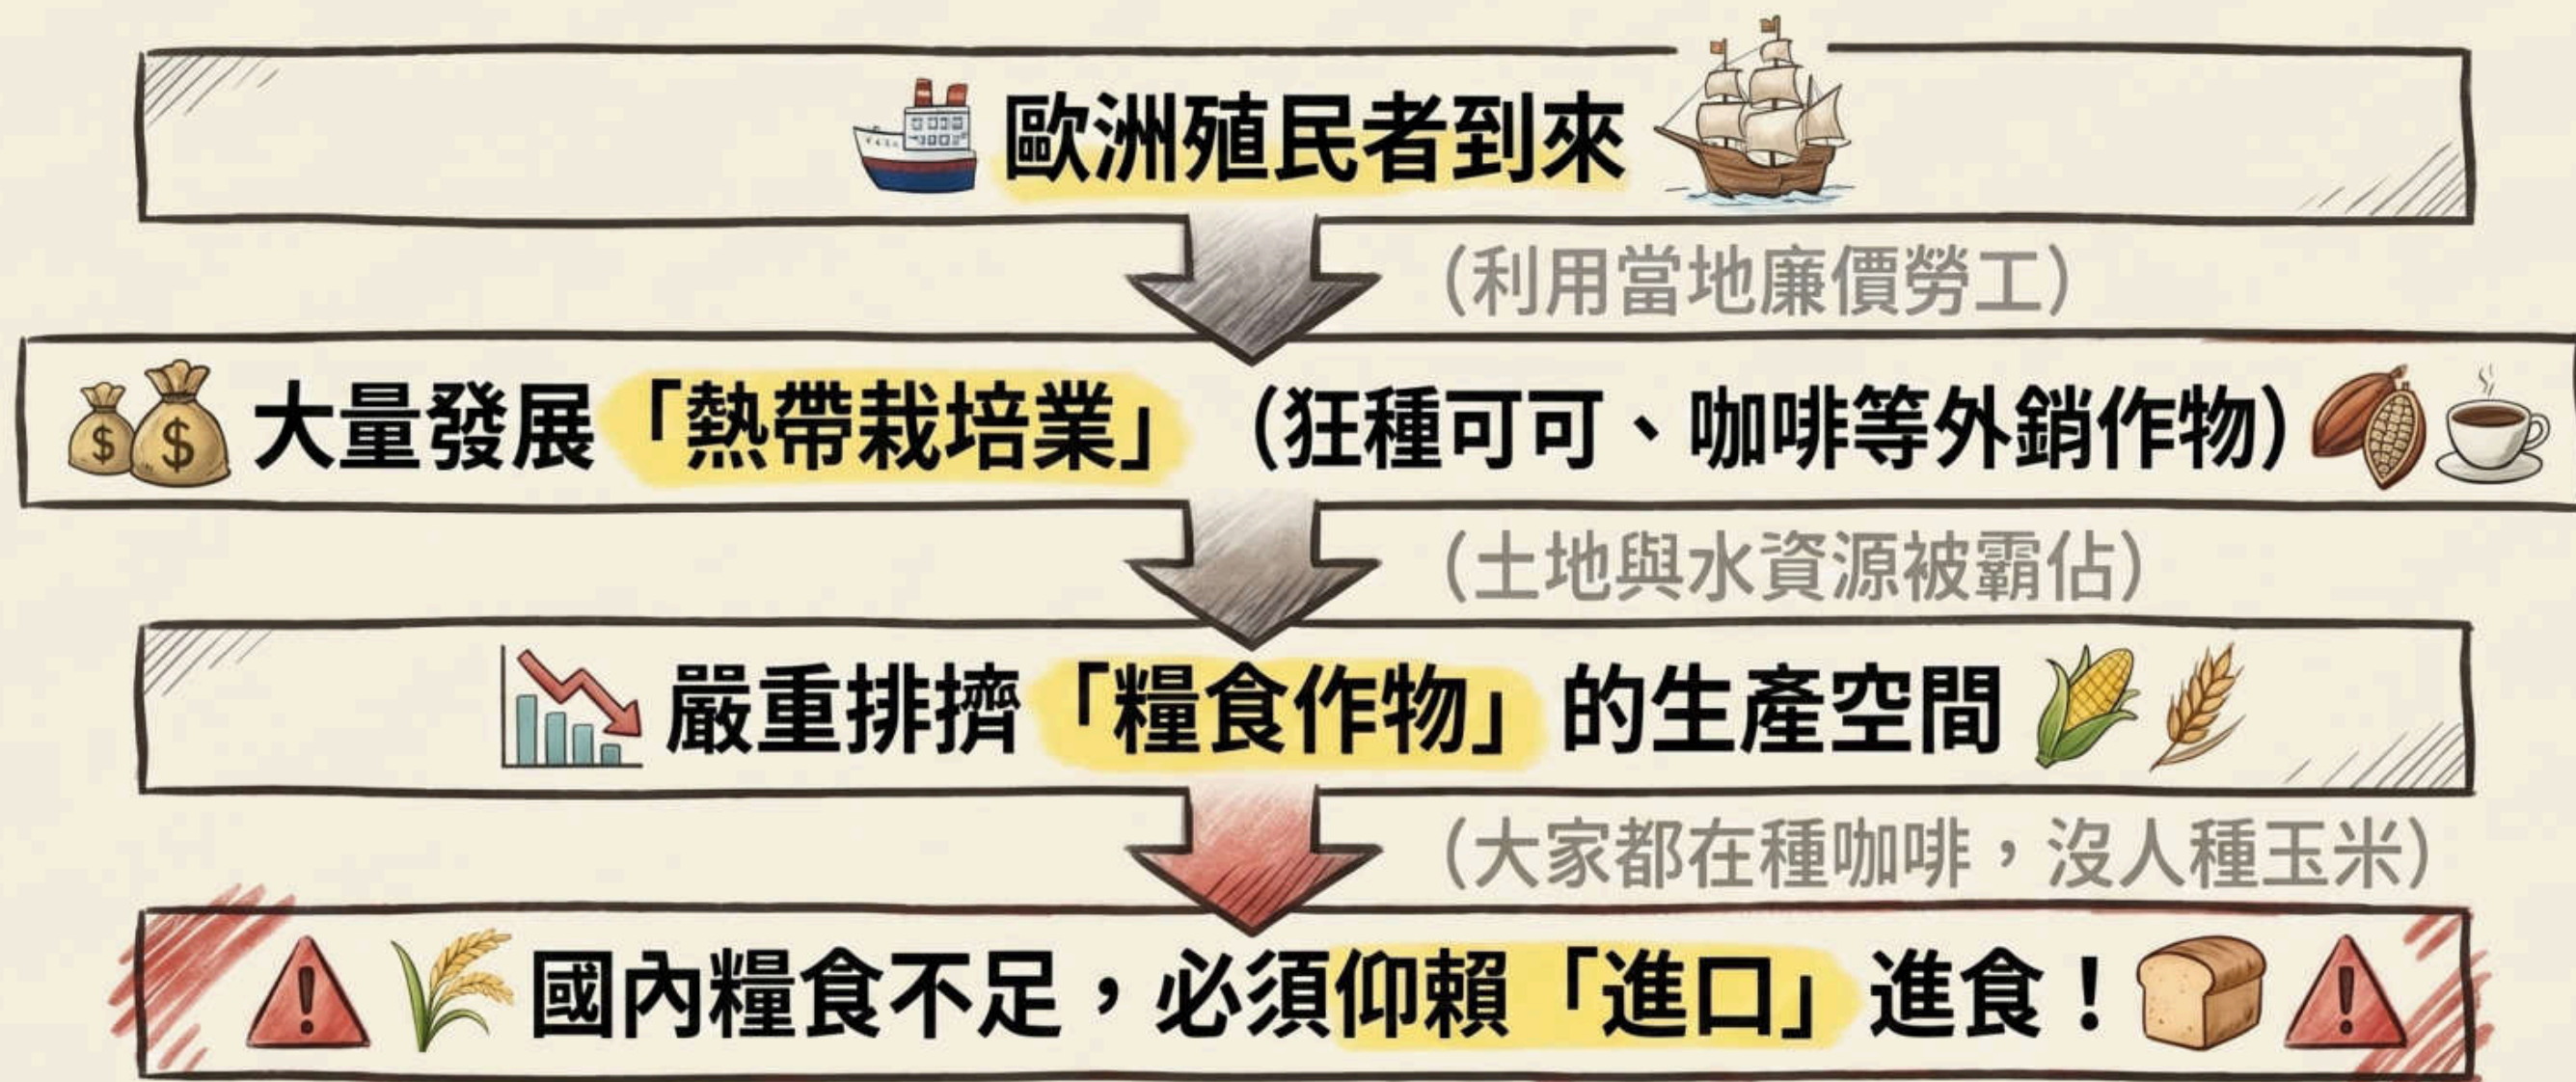 歐洲殖民者到來
（利用當地廉價勞工）
$ $ 大量發展「熱帶栽培業」（狂種可可、咖啡等外銷作物）
（土地與水資源被霸佔）
嚴重排擠「糧食作物」的生產空間
（大家都在種咖啡，沒人種玉米）
! 國內糧食不足，必須仰賴「進口」進食！ !